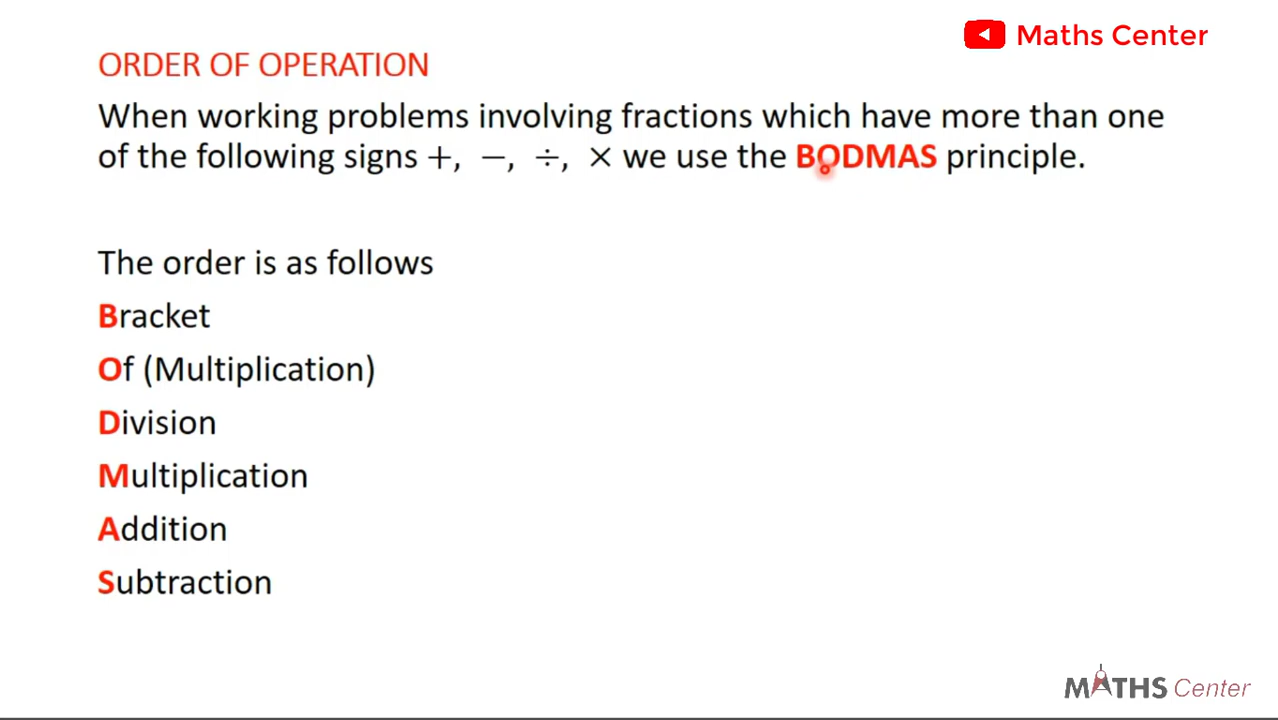 Maths Center
ORDER OF OPERATION
When working problems involving fractions which have more than one
of the following signs +, −, ÷, × we use the BODMAS principle.
The order is as follows
Bracket
Of (Multiplication)
Division
Multiplication
Addition
Subtraction
MATHS Center